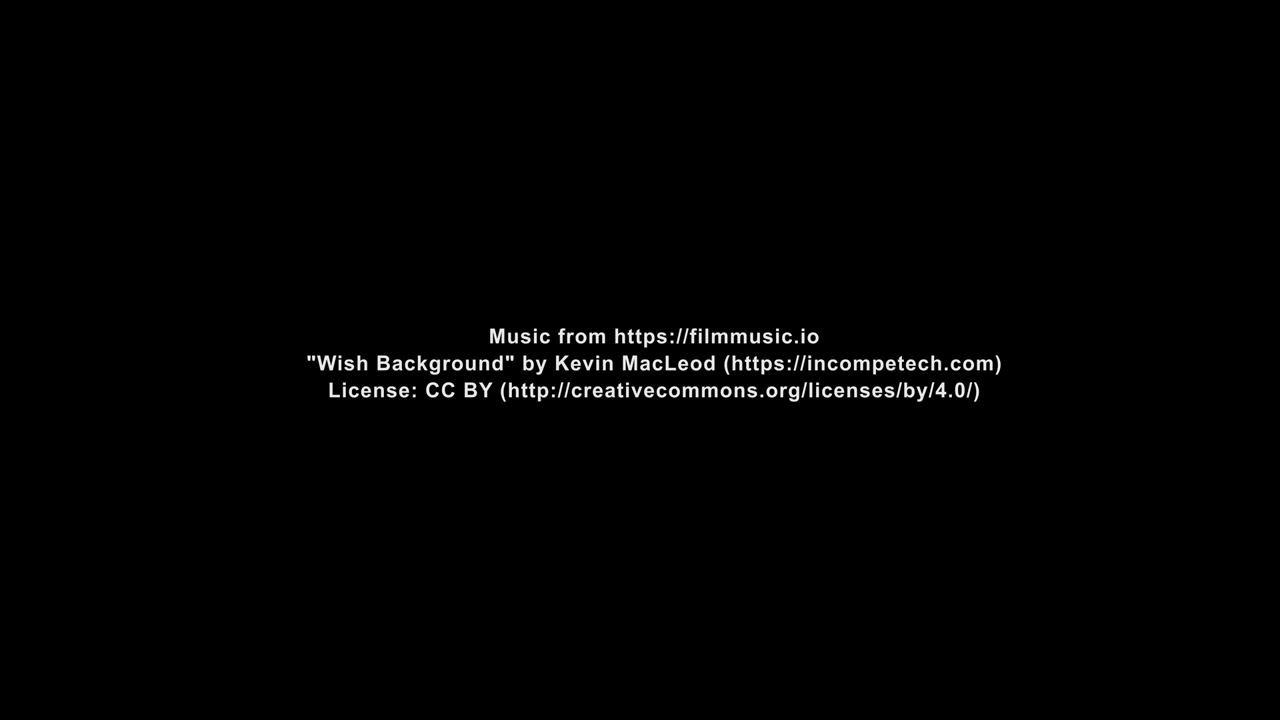 Music from https://filmmusic.io
"Wish Background" by Kevin MacLeod (https://incompetech.com)
License: CC BY (http://creativecommons.org/licenses/by/4.0/)